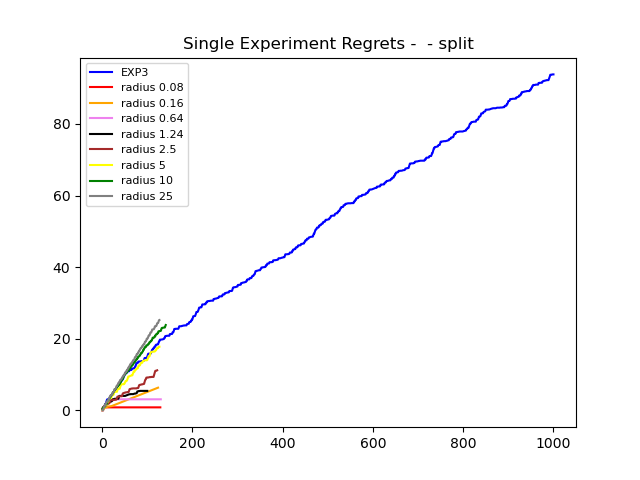 Single Experiment Regrets -  - split
EXP3
radius 0.08
radius 0.16
radius 0.64
radius 1.24
radius 2.5
radius 5
radius 10
radius 25
80
60
40
20
0
0 200 400 600 800 1000